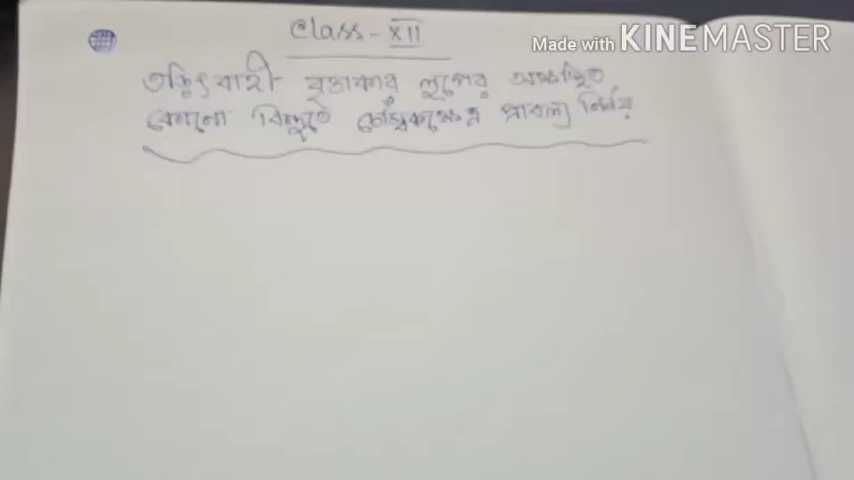 Class - XII
Made with KINEMASTER
তড়িৎবাহী বৃত্তাকার লুপের অক্ষস্থিত
কোনো বিন্দুতে চৌম্বকক্ষেত্র প্রাবল্য নির্ণয়